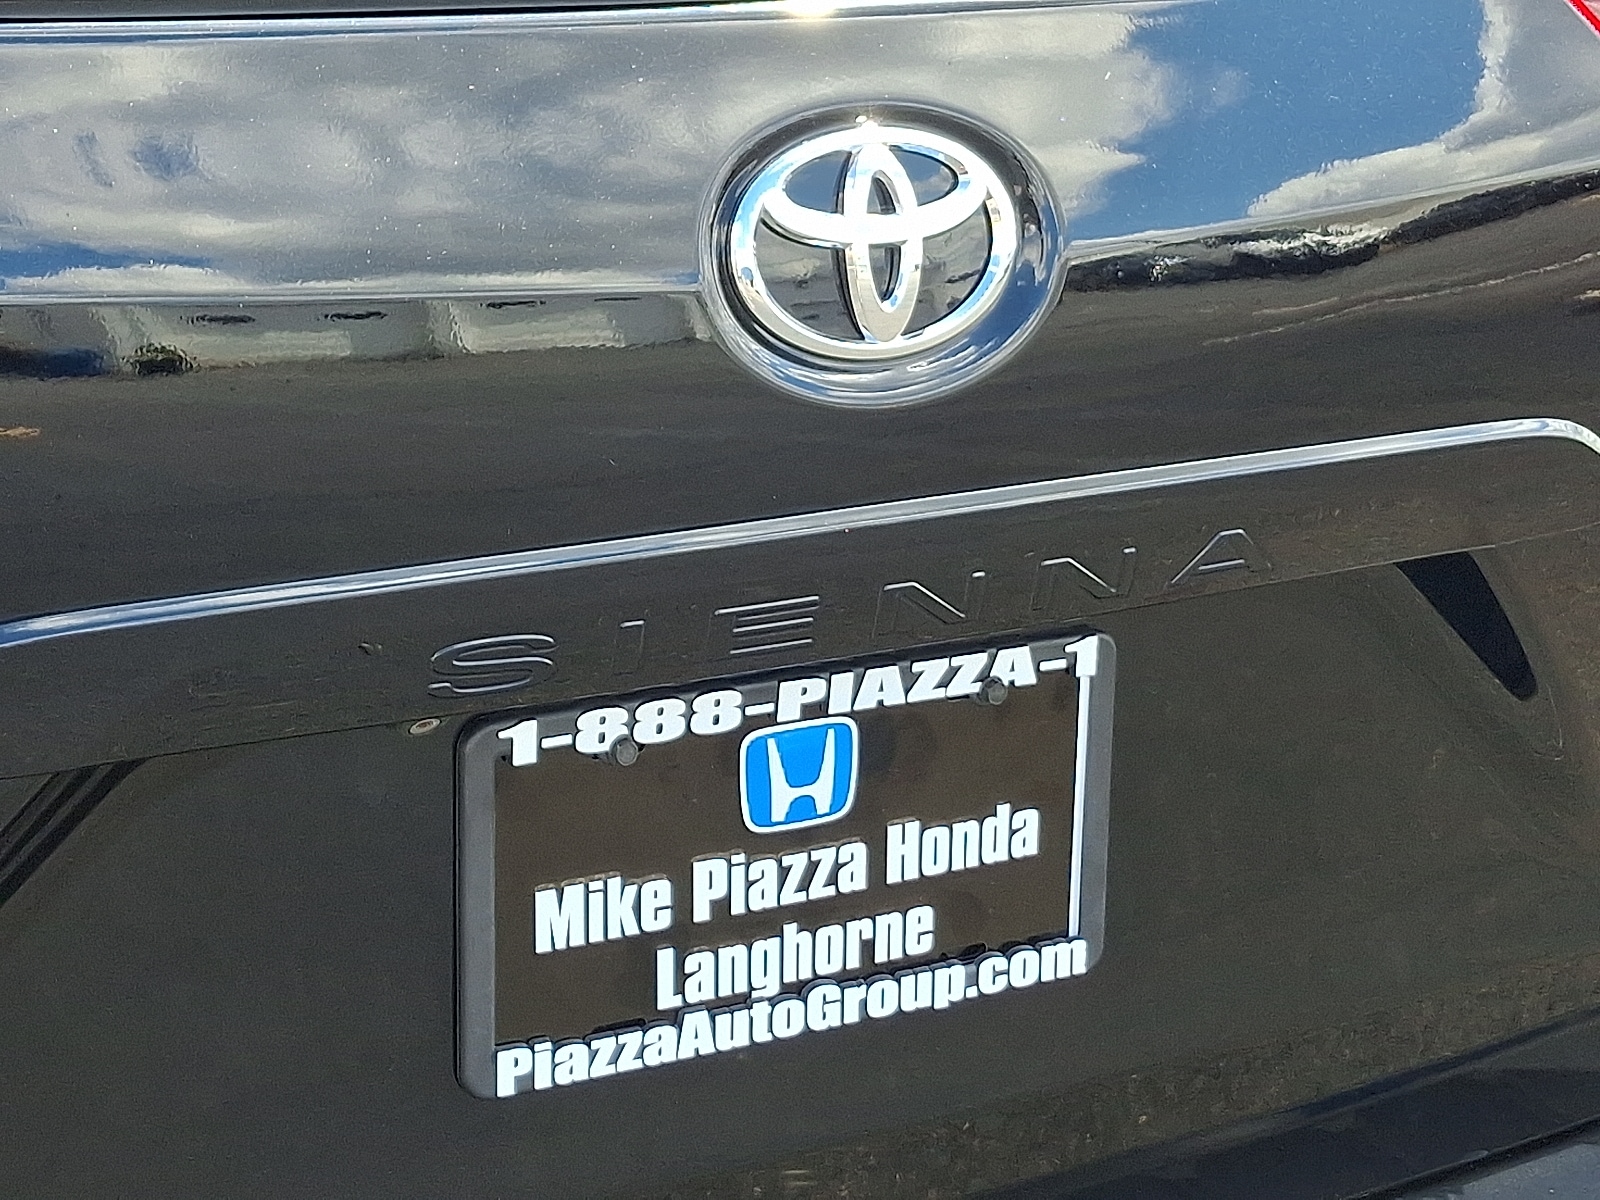 SIENNA
1-888-PIAZZA-1
Mike Piazza Honda
Langhorne
PiazzaAutoGroup.com